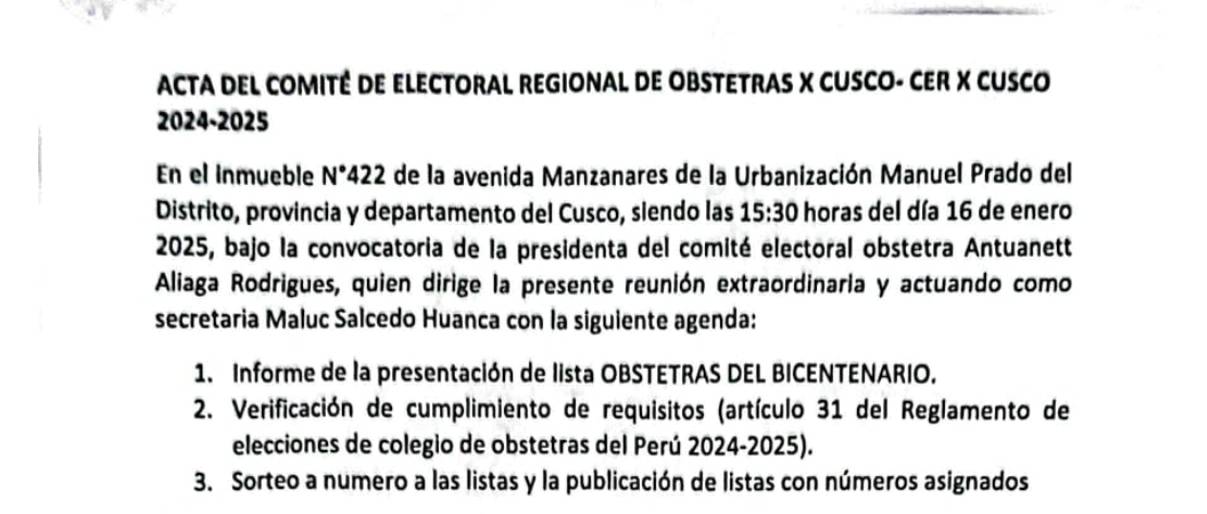 ACTA DEL COMITÉ DE ELECTORAL REGIONAL DE OBSTETRAS X CUSCO- CER X CUSCO
2024-2025
En el inmueble N°422 de la avenida Manzanares de la Urbanización Manuel Prado del
Distrito, provincia y departamento del Cusco, siendo las 15:30 horas del día 16 de enero
2025, bajo la convocatoria de la presidenta del comité electoral obstetra Antuanett
Aliaga Rodrigues, quien dirige la presente reunión extraordinaria y actuando como
secretaria Maluc Salcedo Huanca con la siguiente agenda:
1. Informe de la presentación de lista OBSTETRAS DEL BICENTENARIO.
2. Verificación de cumplimiento de requisitos (artículo 31 del Reglamento de
elecciones de colegio de obstetras del Perú 2024-2025).
3. Sorteo a numero a las listas y la publicación de listas con números asignados